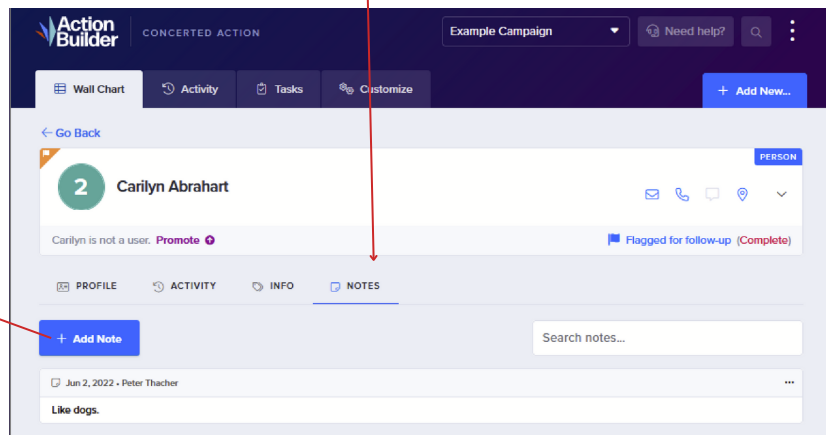 Action Builder
CONCERTED ACTION
Example Campaign
Need help?
Wall Chart
Activity
Tasks
Customize
+ Add New...
← Go Back
PERSON
2
Carilyn Abrahart
Carilyn is not a user. Promote
Flagged for follow-up (Complete)
PROFILE
ACTIVITY
INFO
NOTES
+ Add Note
Search notes...
Jun 2, 2022 • Peter Thacher
Like dogs.